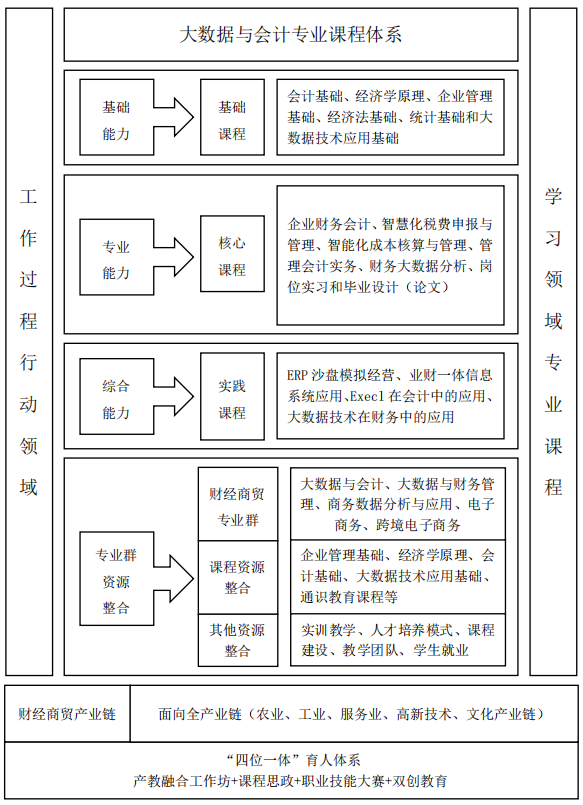 大数据与会计专业课程体系
工作过程行动领域
基础
能力
基础
课程
会计基础、经济学原理、企业管理
基础、经济法基础、统计基础和大
数据技术应用基础
专业
能力
核心
课程
企业财务会计、智慧化税费申报与
管理、智能化成本核算与管理、管
理会计实务、财务大数据分析、岗
位实习和毕业设计（论文）
综合
能力
实践
课程
ERP 沙盘模拟经营、业财一体信息
系统应用、Execl 在会计中的应用、
大数据技术在财务中的应用
专业群
资源
整合
财经商贸
专业群
大数据与会计、大数据与财务管
理、商务数据分析与应用、电子
商务、跨境电子商务
课程资源
整合
企业管理基础、经济学原理、会
计基础、大数据技术应用基础、
通识教育课程等
其他资源
整合
实训教学、人才培养模式、课程
建设、教学团队、学生就业
学习领域专业课程
财经商贸产业链
面向全产业链（农业、工业、服务业、高新技术、文化产业链）
“四位一体”育人体系
产教融合工作坊+课程思政+职业技能大赛+双创教育